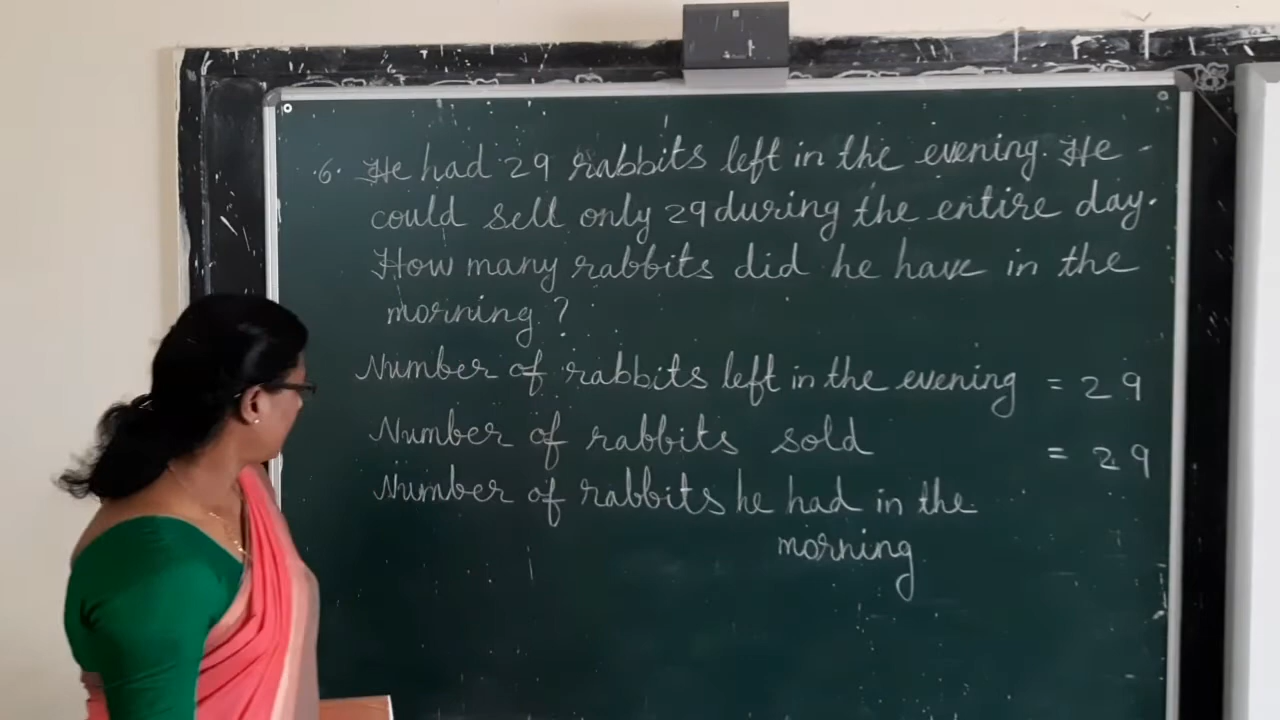 6. He had 29 rabbits left in the evening. He
could sell only 29 during the entire day.
How many rabbits did he have in the
morning?
Number of rabbits left in the evening = 29
Number of rabbits sold = 29
Number of rabbits he had in the
morning